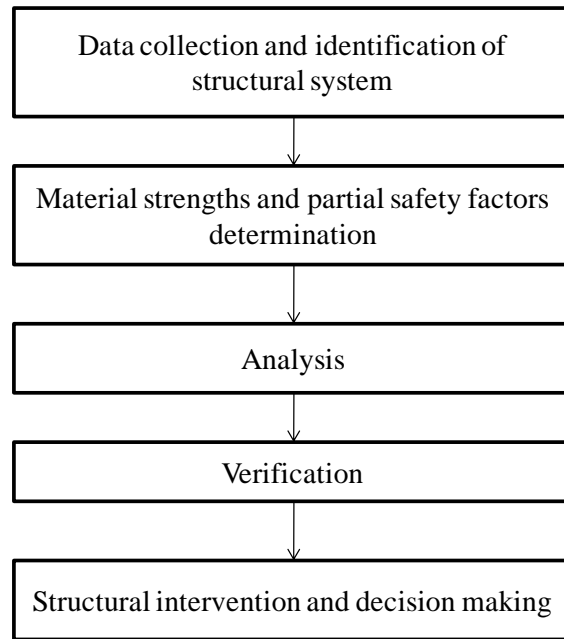 Data collection and identification of
structural system
Material strengths and partial safety factors
determination
Analysis
Verification
Structural intervention and decision making